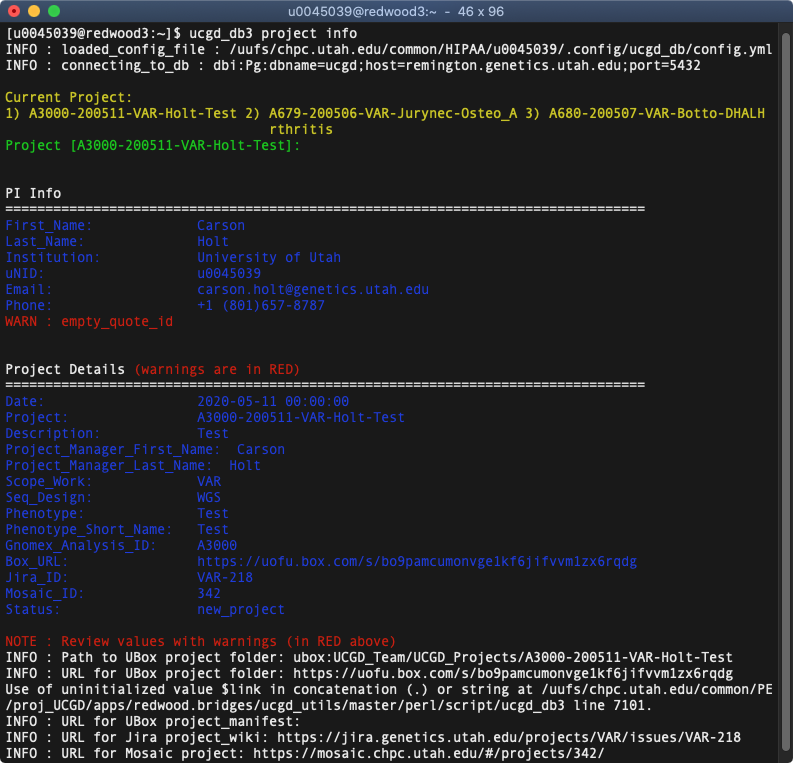 u0045039@redwood3:~ - 46 x 96
[u0045039@redwood3:~]$ ucgd_db3 project info
INFO : loaded_config_file : /uufs/chpc.utah.edu/common/HIPAA/u0045039/.config/ucgd_db/config.yml
INFO : connecting_to_db : dbi:Pg:dbname=ucgd;host=remington.genetics.utah.edu;port=5432
Current Project:
1) A3000-200511-VAR-Holt-Test 2) A679-200506-VAR-Jurynec-Osteo_A 3) A680-200507-VAR-Botto-DHALH
rthritis
Project [A3000-200511-VAR-Holt-Test]:
PI Info
================================================================================
First_Name: Carson
Last_Name: Holt
Institution: University of Utah
uNID: u0045039
Email: carson.holt@genetics.utah.edu
Phone: +1 (801)657-8787
WARN : empty_quote_id
Project Details (warnings are in RED)
================================================================================
Date: 2020-05-11 00:00:00
Project: A3000-200511-VAR-Holt-Test
Description: Test
Project_Manager_First_Name: Carson
Project_Manager_Last_Name: Holt
Scope_Work: VAR
Seq_Design: WGS
Phenotype: Test
Phenotype_Short_Name: Test
Gnomex_Analysis_ID: A3000
Box_URL: https://uofu.box.com/s/bo9pamcumonvge1kf6jifvvm1zx6rqdg
Jira_ID: VAR-218
Mosaic_ID: 342
Status: new_project
NOTE : Review values with warnings (in RED above)
INFO : Path to UBox project folder: ubox:UCGD_Team/UCGD_Projects/A3000-200511-VAR-Holt-Test
INFO : URL for UBox project folder: https://uofu.box.com/s/bo9pamcumonvge1kf6jifvvm1zx6rqdg
Use of uninitialized value $link in concatenation (.) or string at /uufs/chpc.utah.edu/common/PE
/proj_UCGD/apps/redwood.bridges/ucgd_utils/master/perl/script/ucgd_db3 line 7101.
INFO : URL for UBox project_manifest:
INFO : URL for Jira project_wiki: https://jira.genetics.utah.edu/projects/VAR/issues/VAR-218
INFO : URL for Mosaic project: https://mosaic.chpc.utah.edu/#/projects/342/